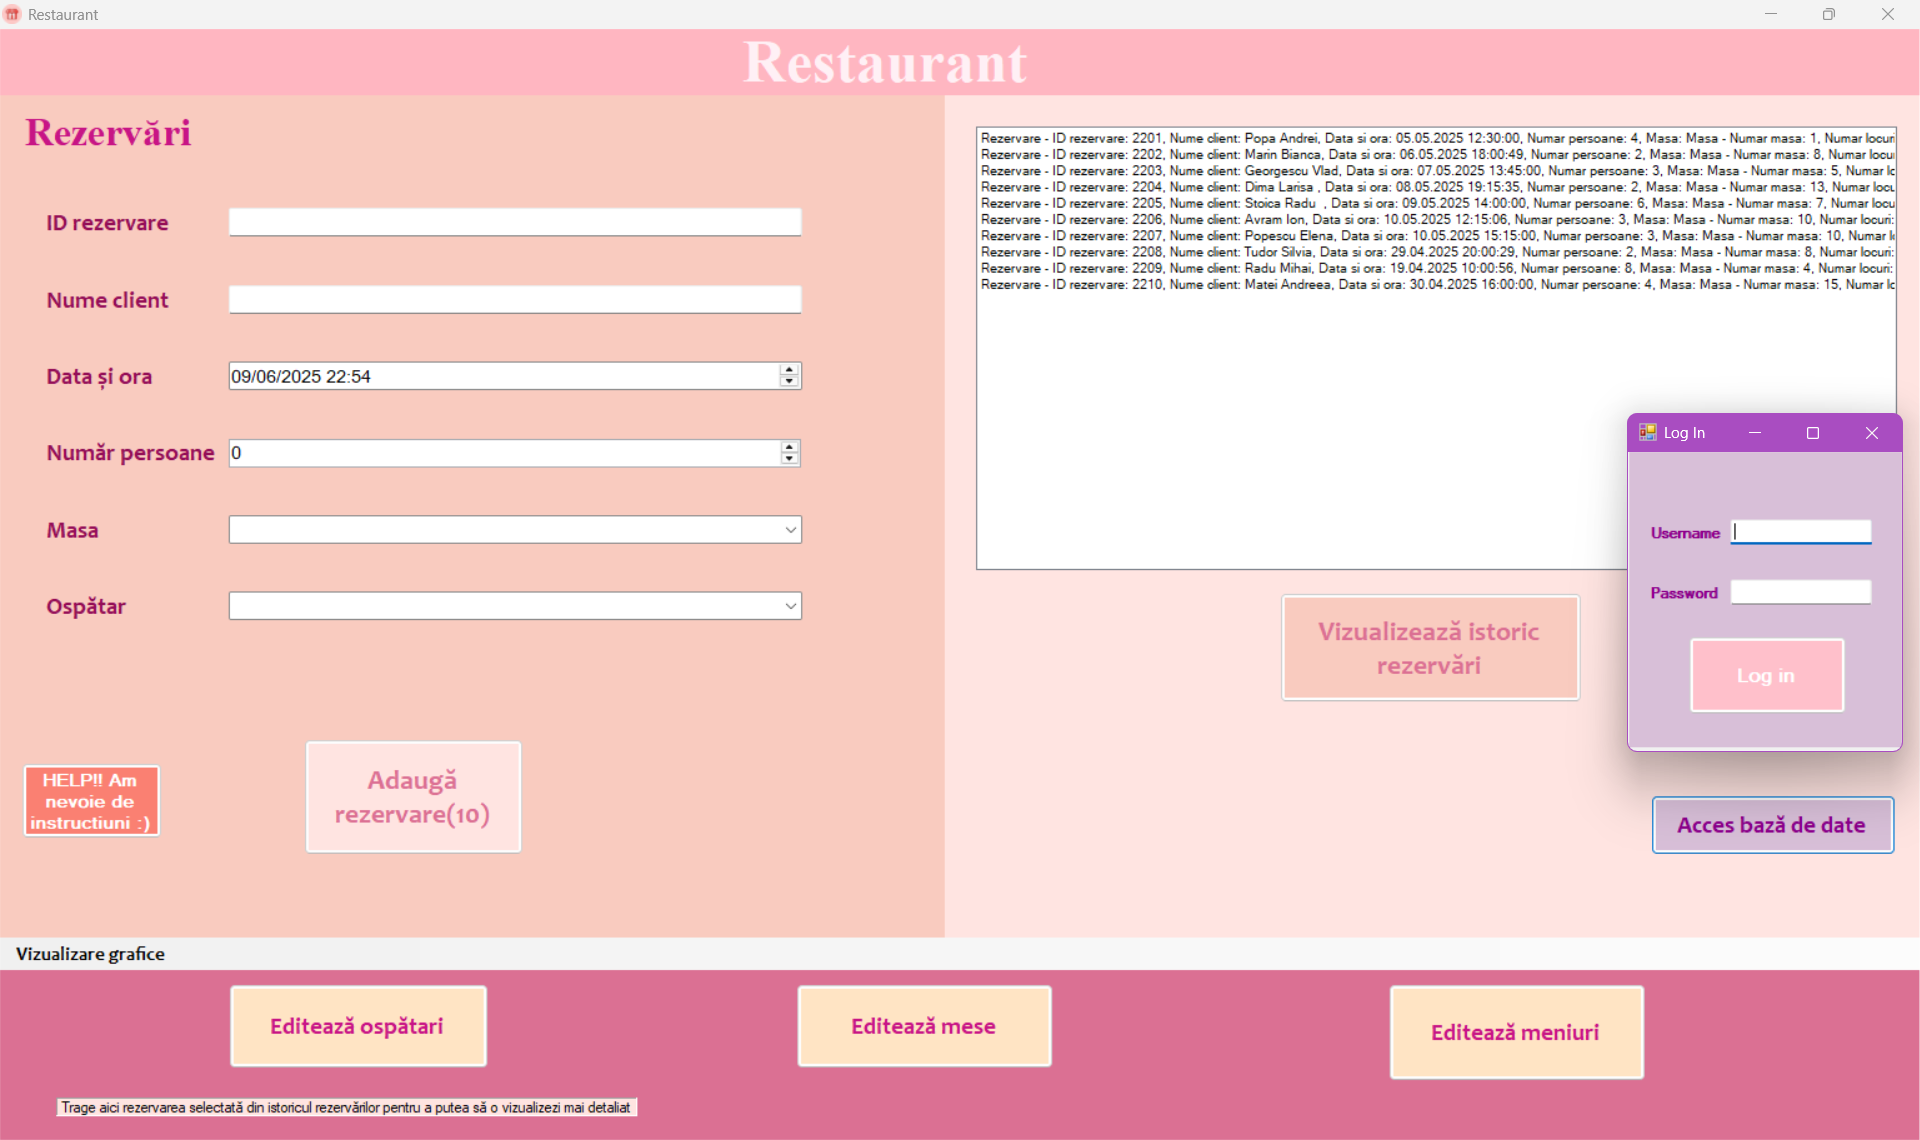 Restaurant
Restaurant
Rezervări
ID rezervare
Nume client
Data și ora
09/06/2025 22:54
Număr persoane
0
Masa
Ospătar
HELP!! Am
nevoie de
instructiuni :)
Adaugă
rezervare(10)
Rezervare - ID rezervare: 2201, Nume client: Popa Andrei, Data si ora: 05.05.2025 12:30:00, Numar persoane: 4, Masa: Masa - Numar masa: 1, Numar locuri
Rezervare - ID rezervare: 2202, Nume client: Marin Bianca, Data si ora: 06.05.2025 18:00:49, Numar persoane: 2, Masa: Masa - Numar masa: 8, Numar locu
Rezervare - ID rezervare: 2203, Nume client: Georgescu Vlad, Data si ora: 07.05.2025 13:45:00, Numar persoane: 3, Masa: Masa - Numar masa: 5, Numar
Rezervare - ID rezervare: 2204, Nume client: Dima Larisa , Data si ora: 08.05.2025 19:15:35, Numar persoane: 2, Masa: Masa - Numar masa: 13, Numar locu
Rezervare - ID rezervare: 2205, Nume client: Stoica Radu  , Data si ora: 09.05.2025 14:00:00, Numar persoane: 6, Masa: Masa - Numar masa: 7, Numar locu
Rezervare - ID rezervare: 2206, Nume client: Avram Ion, Data si ora: 10.05.2025 12:15:06, Numar persoane: 3, Masa: Masa - Numar masa: 10, Numar locuri:
Rezervare - ID rezervare: 2207, Nume client: Popescu Elena, Data si ora: 10.05.2025 15:15:00, Numar persoane: 3, Masa: Masa - Numar masa: 10, Numar
Rezervare - ID rezervare: 2208, Nume client: Tudor Silvia, Data si ora: 29.04.2025 20:00:29, Numar persoane: 2, Masa: Masa - Numar masa: 8, Numar locuri:
Rezervare - ID rezervare: 2209, Nume client: Radu Mihai, Data si ora: 19.04.2025 10:00:56, Numar persoane: 8, Masa: Masa - Numar masa: 4, Numar locuri:
Rezervare - ID rezervare: 2210, Nume client: Matei Andreea, Data si ora: 30.04.2025 16:00:00, Numar persoane: 4, Masa: Masa - Numar masa: 15, Numar
Vizualizează istoric
rezervări
Log In
Username
Password
Log in
Acces bază de date
Vizualizare grafice
Editează ospătari
Editează mese
Editează meniuri
Trage aici rezervarea selectată din istoricul rezervărilor pentru a putea să o vizualizezi mai detaliat